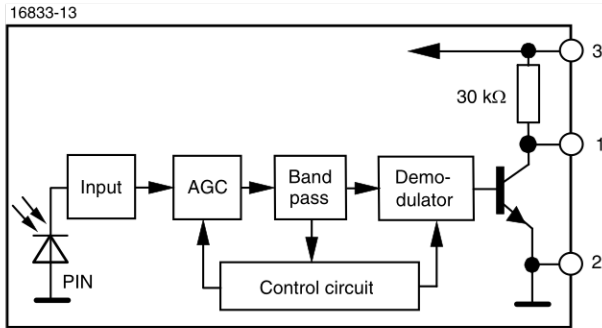 16833-13
3
30 kΩ
1
Input
AGC
Band
pass
Demo-
dulator
PIN
Control circuit
2